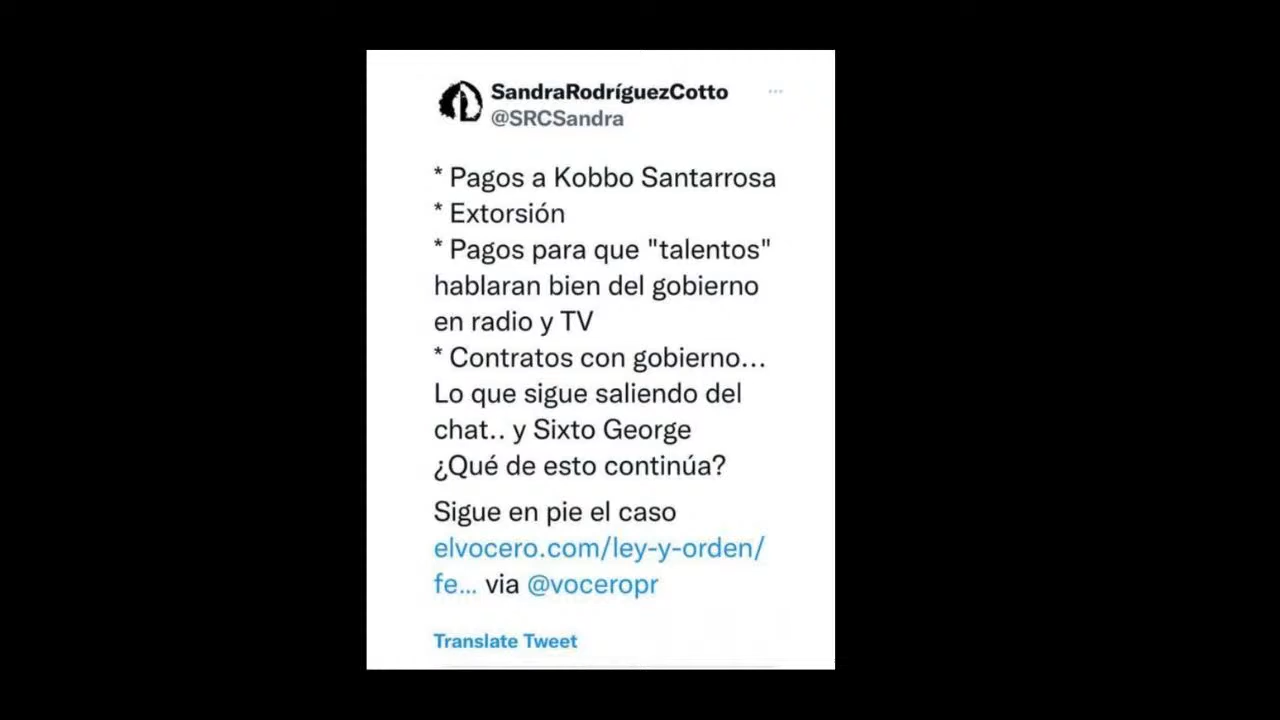 SandraRodríguezCotto
@SRCSandra
* Pagos a Kobbo Santarrosa
* Extorsión
* Pagos para que "talentos"
hablaran bien del gobierno
en radio y TV
* Contratos con gobierno...
Lo que sigue saliendo del
chat.. y Sixto George
¿Qué de esto continúa?
Sigue en pie el caso
elvocero.com/ley-y-orden/
fe... via @voceropr
Translate Tweet